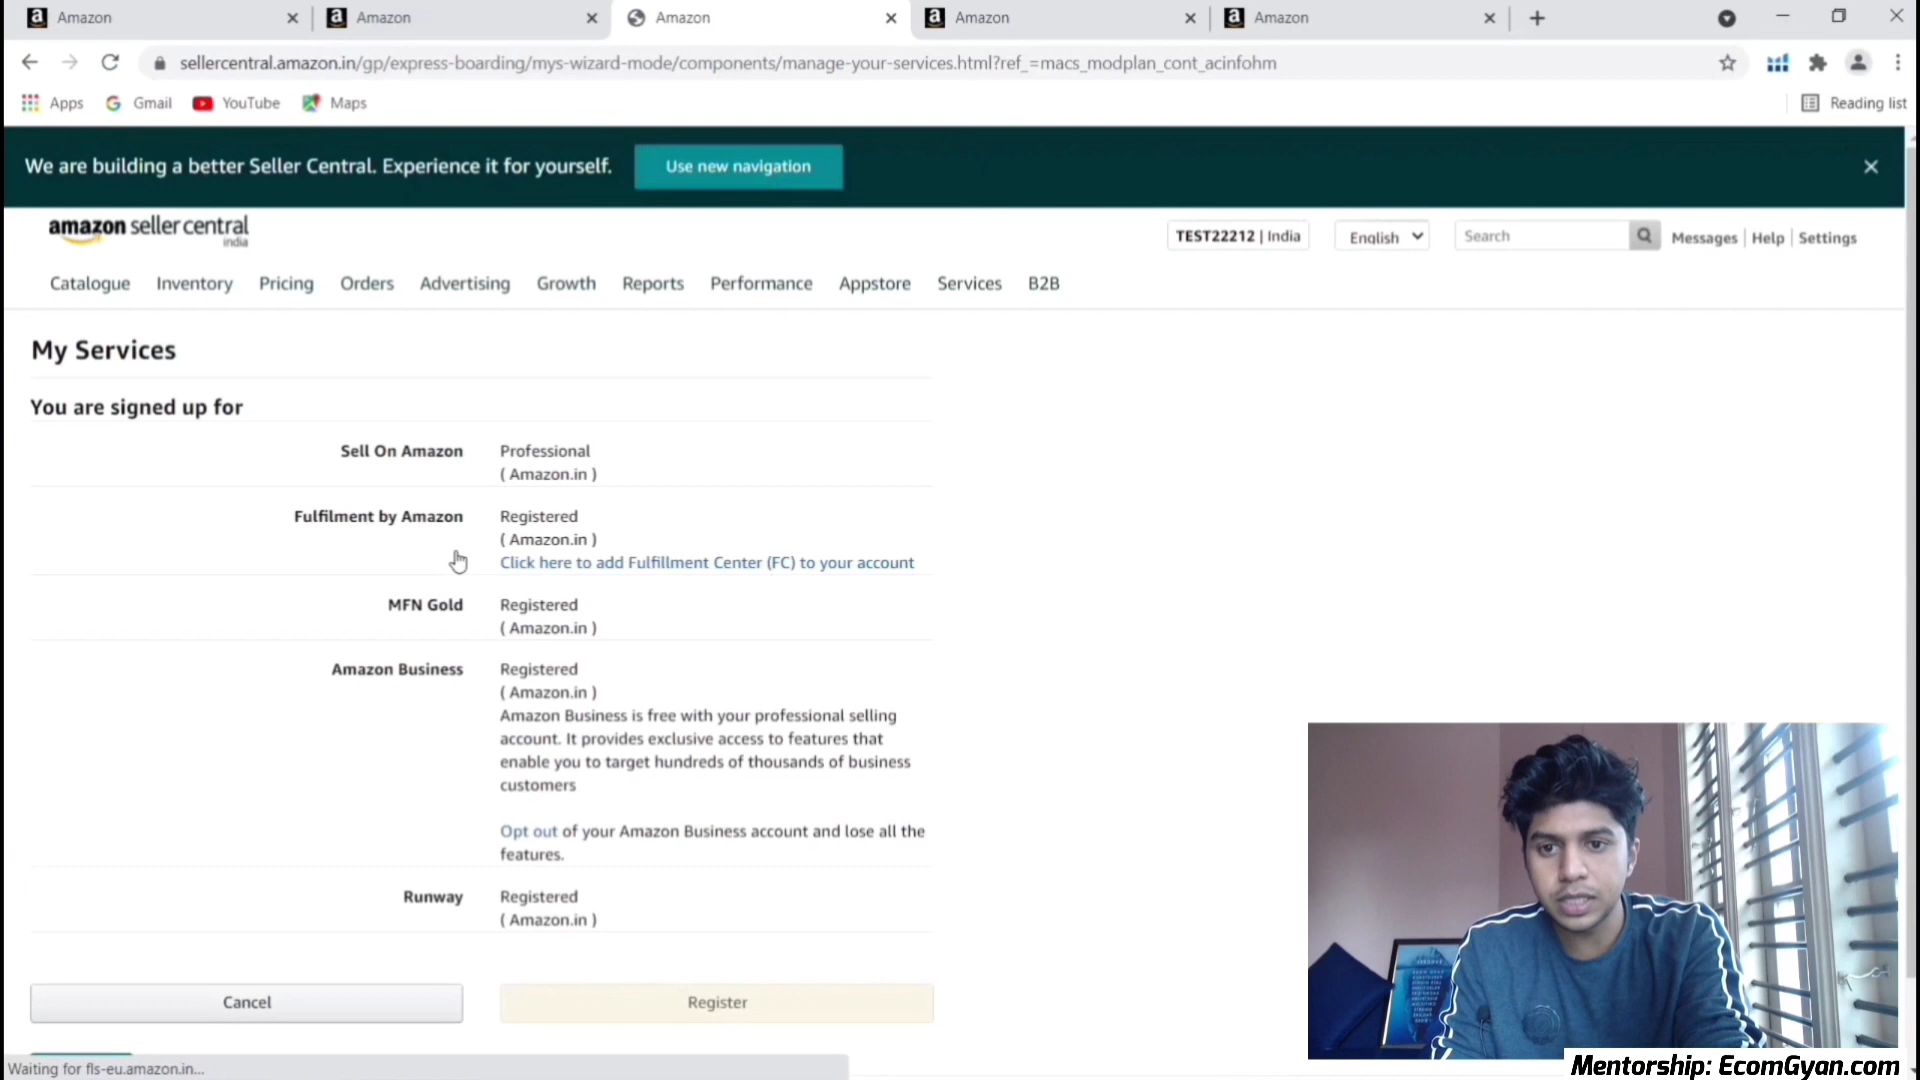 Amazon
Amazon
Amazon
Amazon
Amazon
sellercentral.amazon.in/gp/express-boarding/mys-wizard-mode/components/manage-your-services.html?ref_=macs_modplan_cont_acinfohm
Apps Gmail YouTube Maps Reading list
We are building a better Seller Central. Experience it for yourself. Use new navigation
amazon seller central
india
TEST22212 | India English Search Messages | Help | Settings
Catalogue Inventory Pricing Orders Advertising Growth Reports Performance Appstore Services B2B
My Services
You are signed up for
Sell On Amazon Professional
( Amazon.in )
Fulfilment by Amazon Registered
( Amazon.in )
Click here to add Fulfillment Center (FC) to your account
MFN Gold Registered
( Amazon.in )
Amazon Business Registered
( Amazon.in )
Amazon Business is free with your professional selling
account. It provides exclusive access to features that
enable you to target hundreds of thousands of business
customers
Opt out of your Amazon Business account and lose all the
features.
Runway Registered
( Amazon.in )
Cancel Register
Waiting for fls-eu.amazon.in...
Mentorship: EcomGyan.com